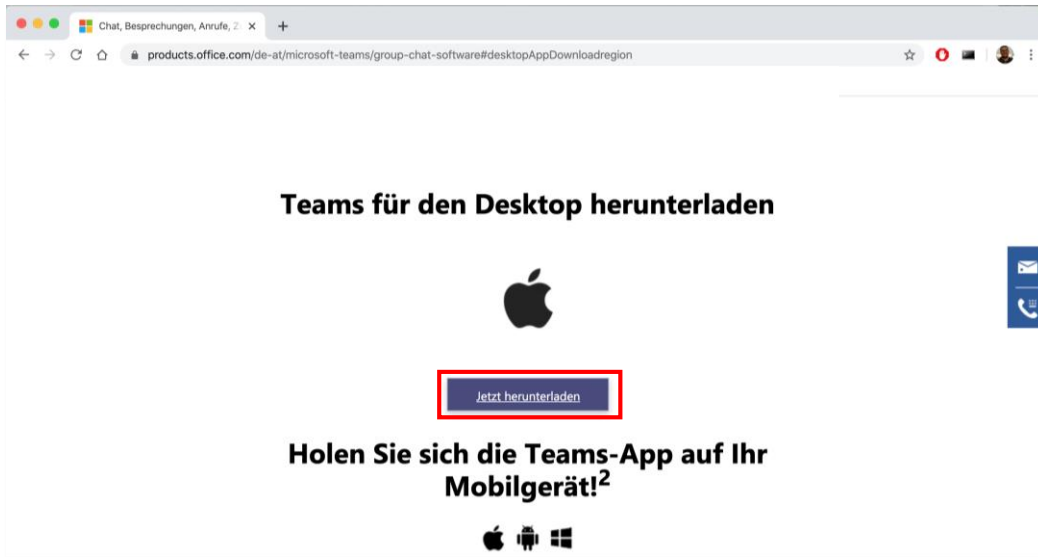 Chat, Besprechungen, Anrufe, Z
products.office.com/de-at/microsoft-teams/group-chat-software#desktopAppDownloadregion
Teams für den Desktop herunterladen
Jetzt herunterladen
Holen Sie sich die Teams-App auf Ihr
Mobilgerät!2